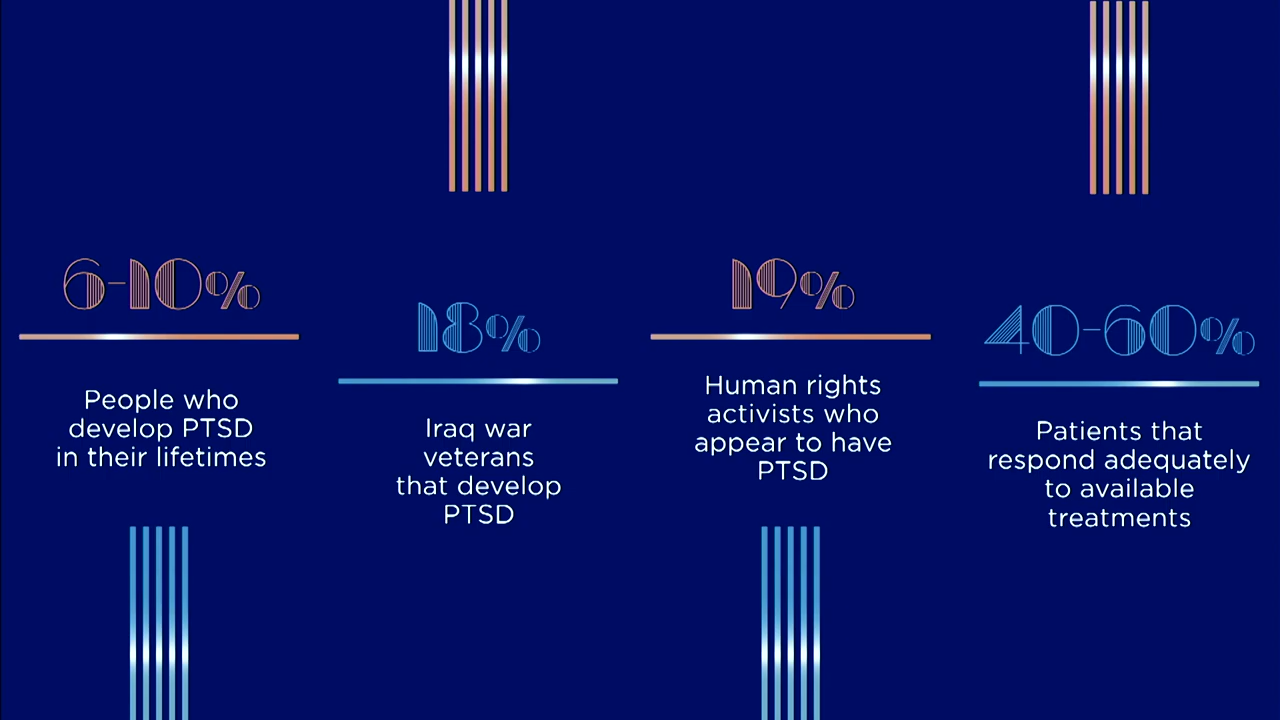 6-10%
People who
develop PTSD
in their lifetimes
18%
Iraq war
veterans
that develop
PTSD
19%
Human rights
activists who
appear to have
PTSD
40-60%
Patients that
respond adequately
to available
treatments